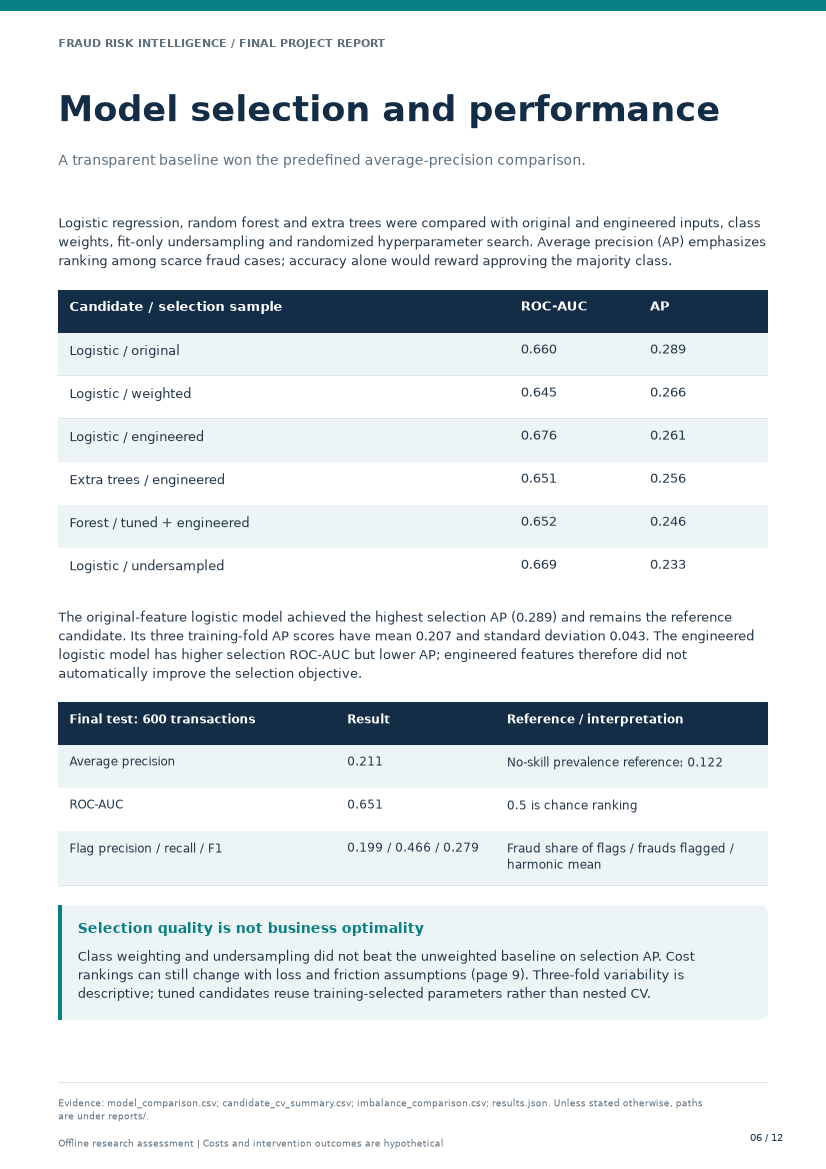 FRAUD RISK INTELLIGENCE / FINAL PROJECT REPORT
Model selection and performance
A transparent baseline won the predefined average-precision comparison.
Logistic regression, random forest and extra trees were compared with original and engineered inputs, class
weights, fit-only undersampling and randomized hyperparameter search. Average precision (AP) emphasizes
ranking among scarce fraud cases; accuracy alone would reward approving the majority class.
Candidate / selection sample ROC-AUC AP
Logistic / original 0.660 0.289
Logistic / weighted 0.645 0.266
Logistic / engineered 0.676 0.261
Extra trees / engineered 0.651 0.256
Forest / tuned + engineered 0.652 0.246
Logistic / undersampled 0.669 0.233
The original-feature logistic model achieved the highest selection AP (0.289) and remains the reference
candidate. Its three training-fold AP scores have mean 0.207 and standard deviation 0.043. The engineered
logistic model has higher selection ROC-AUC but lower AP; engineered features therefore did not
automatically improve the selection objective.
Final test: 600 transactions Result Reference / interpretation
Average precision 0.211 No-skill prevalence reference: 0.122
ROC-AUC 0.651 0.5 is chance ranking
Flag precision / recall / F1 0.199 / 0.466 / 0.279 Fraud share of flags / frauds flagged /
harmonic mean
Selection quality is not business optimality
Class weighting and undersampling did not beat the unweighted baseline on selection AP. Cost
rankings can still change with loss and friction assumptions (page 9). Three-fold variability is
descriptive; tuned candidates reuse training-selected parameters rather than nested CV.
Evidence: model_comparison.csv; candidate_cv_summary.csv; imbalance_comparison.csv; results.json. Unless stated otherwise, paths
are under reports/.
Offline research assessment | Costs and intervention outcomes are hypothetical
06 / 12